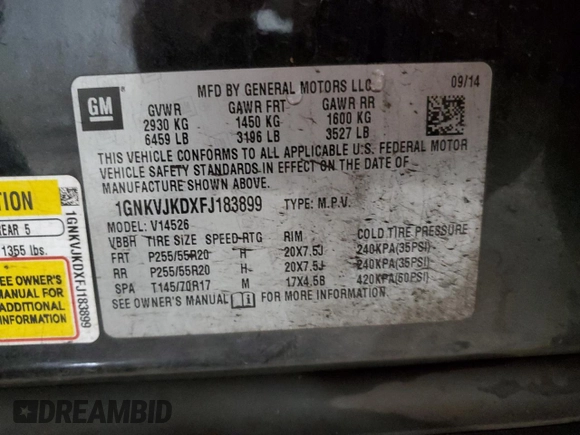 MFD BY GENERAL MOTORS LLC
09/14
GM
GVWR GAWR FRT GAWR RR
2930 KG 1450 KG 1600 KG
6459 LB 3196 LB 3527 LB
THIS VEHICLE CONFORMS TO ALL APPLICABLE U.S. FEDERAL MOTOR
VEHICLE SAFETY STANDARDS IN EFFECT ON THE DATE OF
MANUFACTURE SHOWN ABOVE.
1GNKVJKDXFJ183899 TYPE: M.P.V.
MODEL: V14526
VBBR TIRE SIZE SPEED RTG RIM COLD TIRE PRESSURE
FRT P255/55R20 H 20X7.5J 240KPA(35PSI)
RR P255/55R20 H 20X7.5J 240KPA(35PSI)
SPA T145/70R17 M 17X4.5B 420KPA(60PSI)
SEE OWNER'S MANUAL FOR MORE INFORMATION
TION
REAR 5
1355 lbs.
SEE OWNER'S
MANUAL FOR
ADDITIONAL
INFORMATION
1GNKVJKDXFJ183899
DREAMBID